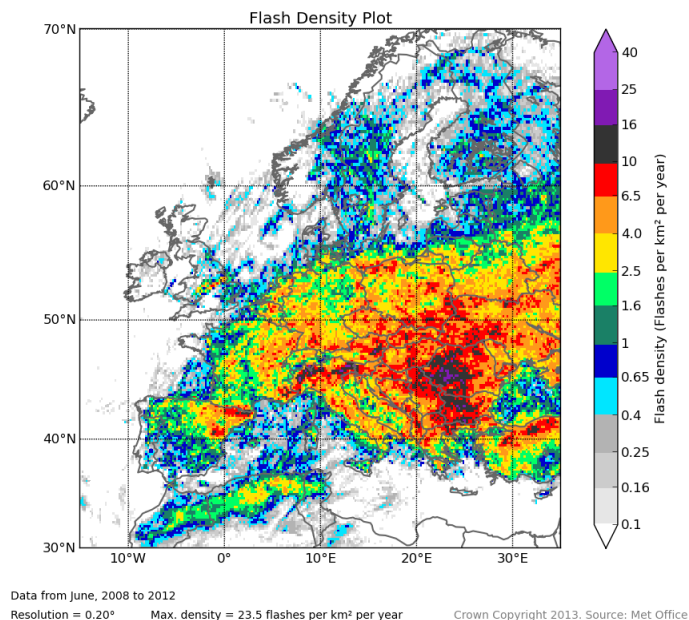 Flash Density Plot
70°N
60°N
50°N
40°N
30°N
10°W 0° 10°E 20°E 30°E
40
25
16
10
6.5
4.0
2.5
1.6
1
0.65
0.4
0.25
0.16
0.1
Flash density (Flashes per km² per year)
Data from June, 2008 to 2012
Resolution = 0.20° Max. density = 23.5 flashes per km² per year Crown Copyright 2013. Source: Met Office